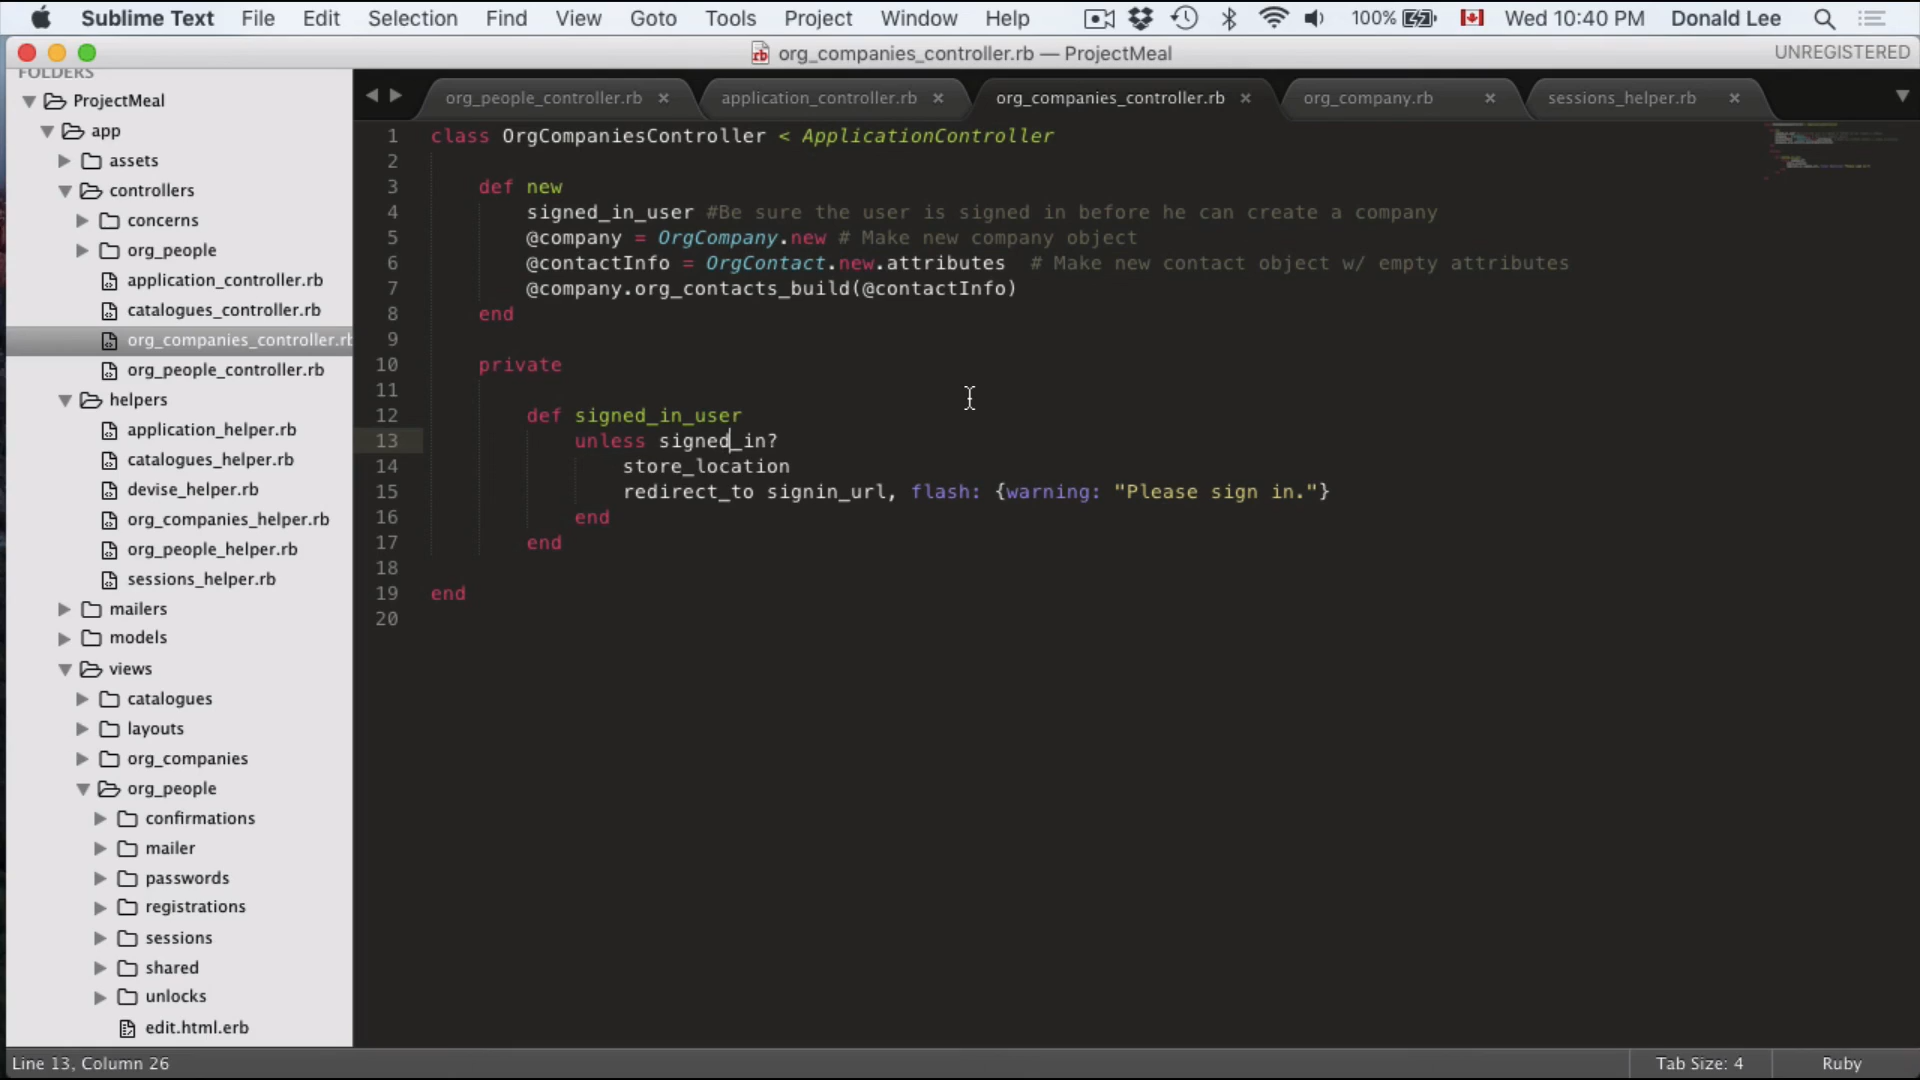 Sublime Text File Edit Selection Find View Goto Tools Project Window Help 100% Wed 10:40 PM Donald Lee
org_companies_controller.rb — ProjectMeal UNREGISTERED
FOLDERS
ProjectMeal
app
assets
controllers
concerns
org_people
application_controller.rb
catalogues_controller.rb
org_companies_controller.rb
org_people_controller.rb
helpers
application_helper.rb
catalogues_helper.rb
devise_helper.rb
org_companies_helper.rb
org_people_helper.rb
sessions_helper.rb
mailers
models
views
catalogues
layouts
org_companies
org_people
confirmations
mailer
passwords
registrations
sessions
shared
unlocks
edit.html.erb
org_people_controller.rb application_controller.rb org_companies_controller.rb org_company.rb sessions_helper.rb
1 class OrgCompaniesController < ApplicationController
2
3 def new
4 signed_in_user #Be sure the user is signed in before he can create a company
5 @company = OrgCompany.new # Make new company object
6 @contactInfo = OrgContact.new.attributes # Make new contact object w/ empty attributes
7 @company.org_contacts_build(@contactInfo)
8 end
9
10 private
11
12 def signed_in_user
13 unless signed_in?
14 store_location
15 redirect_to signin_url, flash: {warning: "Please sign in."}
16 end
17 end
18
19 end
20
Line 13, Column 26 Tab Size: 4 Ruby